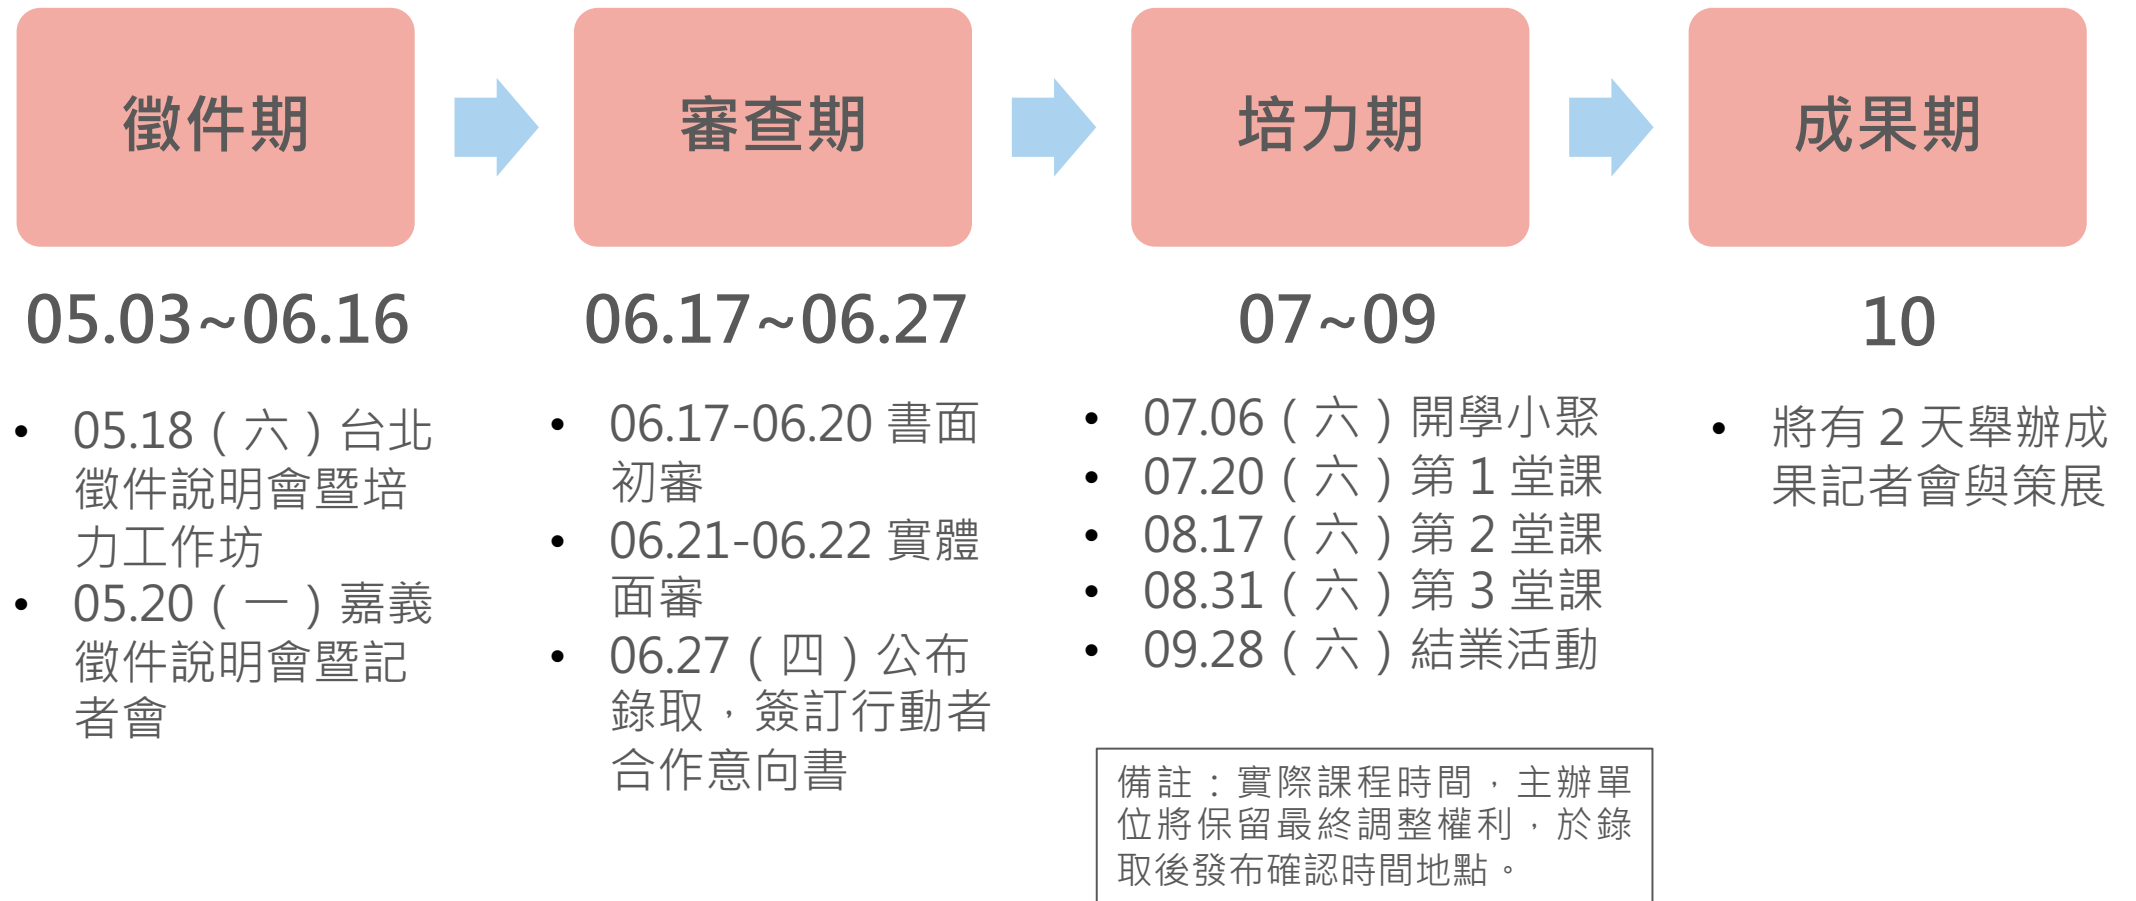 徵件期
05.03~06.16
• 05.18（六）台北
徵件說明會暨培
力工作坊
• 05.20（一）嘉義
徵件說明會暨記
者會
審查期
06.17~06.27
• 06.17-06.20 書面
初審
• 06.21-06.22 實體
面審
• 06.27（四）公布
錄取，簽訂行動者
合作意向書
培力期
07~09
• 07.06（六）開學小聚
• 07.20（六）第 1 堂課
• 08.17（六）第 2 堂課
• 08.31（六）第 3 堂課
• 09.28（六）結業活動
備註：實際課程時間，主辦單
位將保留最終調整權利，於錄
取後發布確認時間地點。
成果期
10
• 將有 2 天舉辦成
果記者會與策展